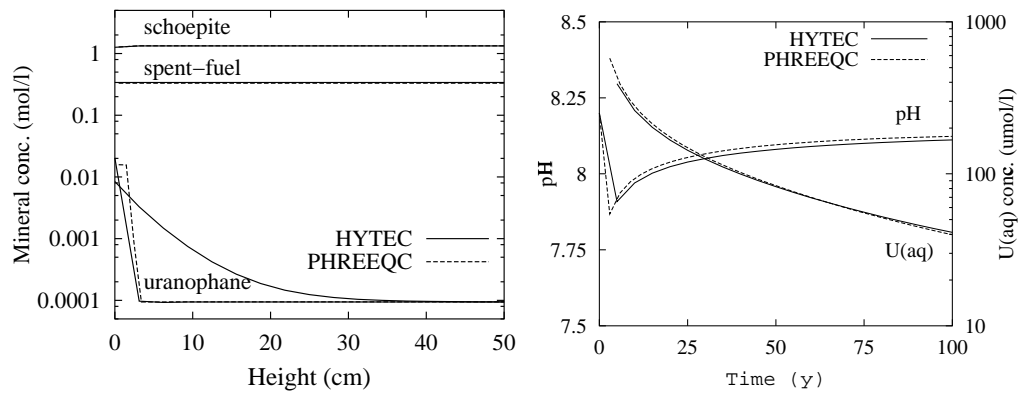 schoepite
spent-fuel
HYTEC
PHREEQC
uranophane
1
0.1
0.01
0.001
0.0001
Mineral conc. (mol/l)
0 10 20 30 40 50
Height (cm)
HYTEC
PHREEQC
pH
U(aq)
8.5
8.25
8
7.75
7.5
pH
1000
100
10
U(aq) conc. (umol/l)
0 25 50 75 100
Time (y)